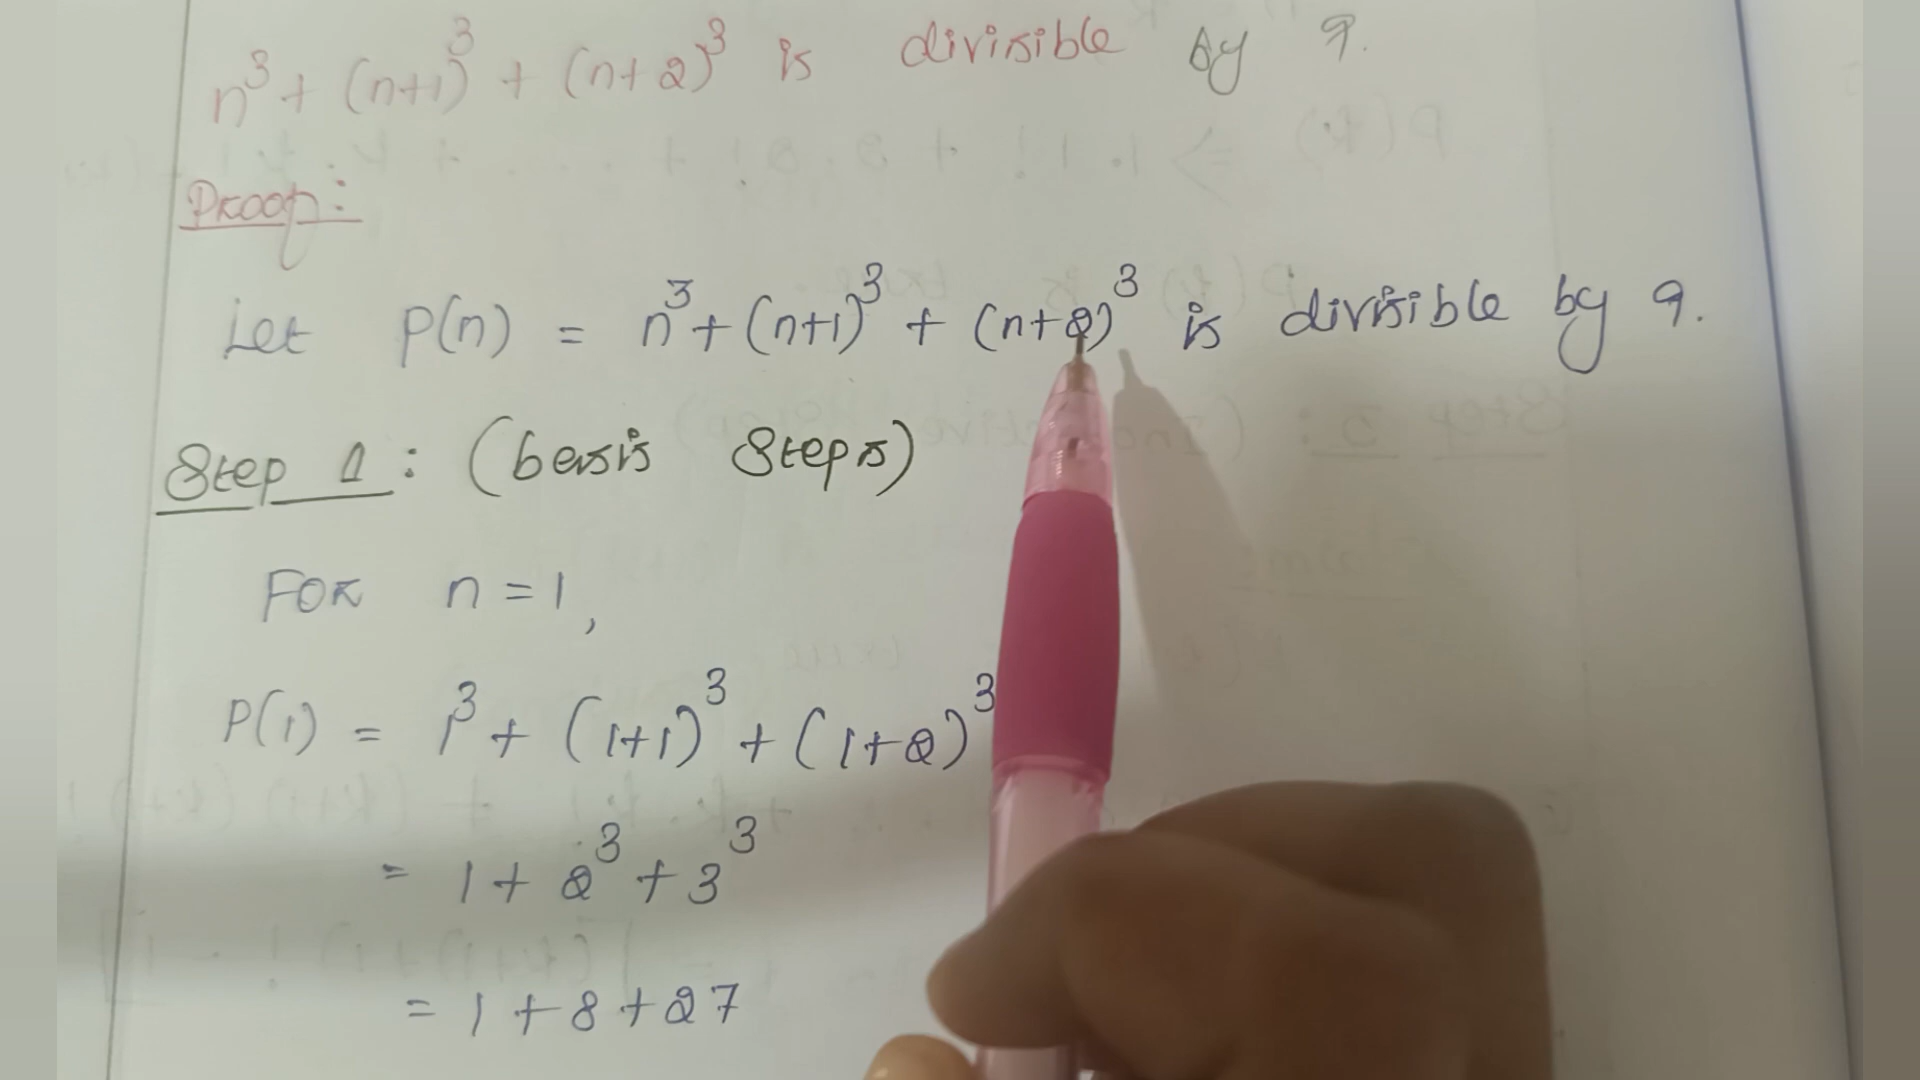 n³ + (n+1)³ + (n+2)³ is divisible by 9.
Proof:
Let P(n) = n³ + (n+1)³ + (n+2)³ is divisible by 9.
Step 1: (basis Steps)
For n = 1,
P(1) = 1³ + (1+1)³ + (1+2)³
= 1 + 2³ + 3³
= 1 + 8 + 27